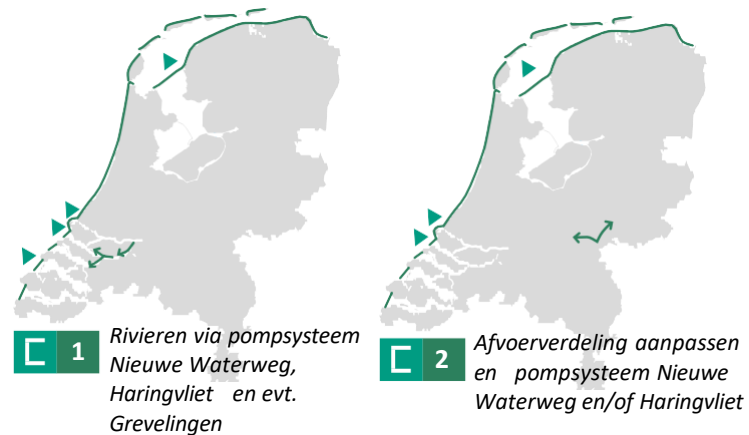 1
Rivieren via pompsysteem
Nieuwe Waterweg,
Haringvliet en evt.
Grevelingen
2
Afvoerverdeling aanpassen
en pompsysteem Nieuwe
Waterweg en/of Haringvliet